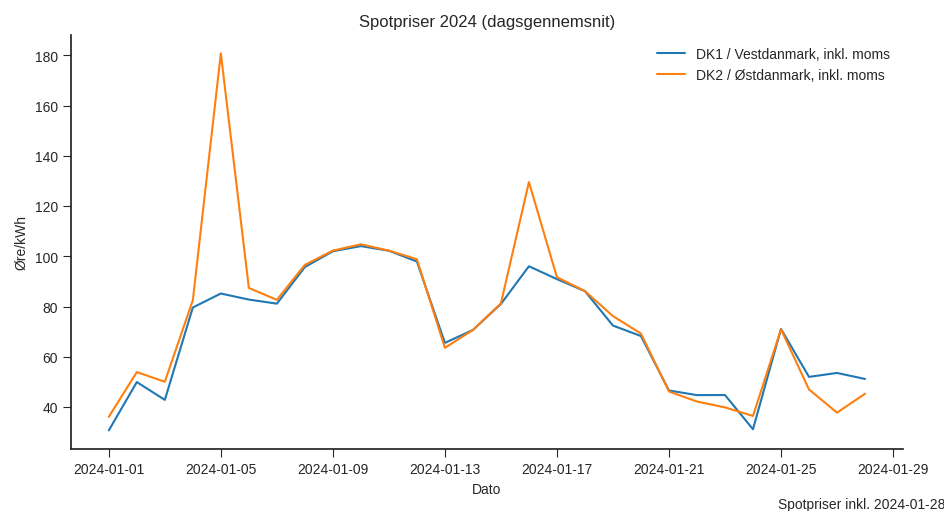 Spotpriser 2024 (dagsgennemsnit)
DK1 / Vestdanmark, inkl. moms
DK2 / Østdanmark, inkl. moms
Øre/kWh
180
160
140
120
100
80
60
40
2024-01-01 2024-01-05 2024-01-09 2024-01-13 2024-01-17 2024-01-21 2024-01-25 2024-01-29
Dato
Spotpriser inkl. 2024-01-28